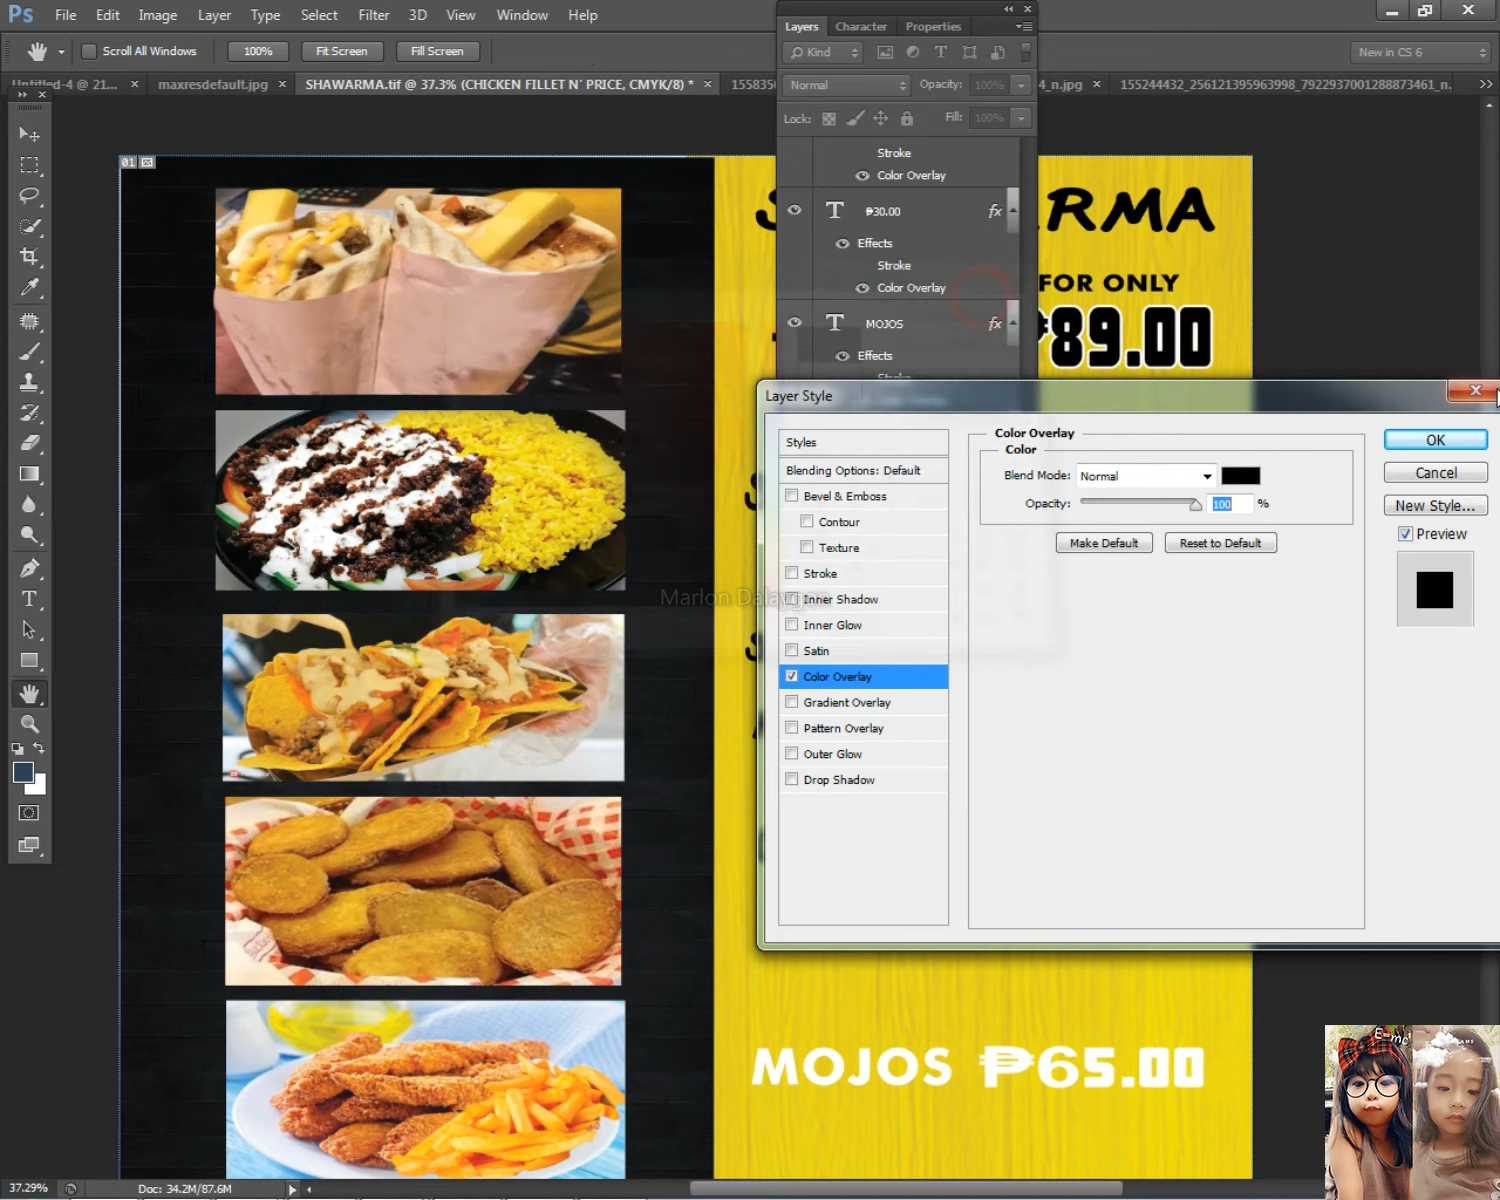 Ps File Edit Image Layer Type Select Filter 3D View Window Help
Scroll All Windows 100% Fit Screen Fill Screen New in CS 6
Untitled-4 @ 21... maxresdefault.jpg SHAWARMA.tif @ 37.3% (CHICKEN FILLET N' PRICE, CMYK/8) * 4_n.jpg 155244432_256121395963998_7922937001288873461_n.
Layers Character Properties
Kind
Normal Opacity: 100%
Lock: Fill: 100%
Stroke
Color Overlay
₱30.00 fx
Effects
Stroke
Color Overlay
MOJOS fx
Effects
Stroke
01
RMA
FOR ONLY
₱89.00
Layer Style
Styles
Blending Options: Default
Bevel & Emboss
Contour
Texture
Stroke
Inner Shadow
Inner Glow
Satin
Color Overlay
Gradient Overlay
Pattern Overlay
Outer Glow
Drop Shadow
Color Overlay
Color
Blend Mode: Normal
Opacity: 100 %
Make Default Reset to Default
OK
Cancel
New Style...
Preview
MOJOS ₱65.00
37.29% Doc: 34.2M/87.6M